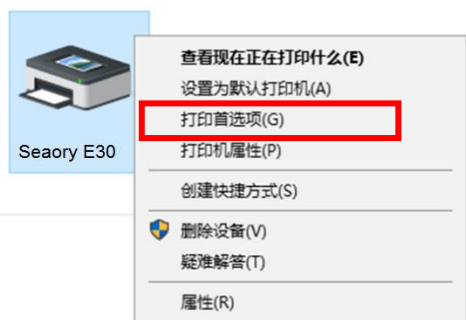 查看现在正在打印什么(E)
设置为默认打印机(A)
打印首选项(G)
Seaory E30
打印机属性(P)
创建快捷方式(S)
删除设备(V)
疑难解答(T)
属性(R)